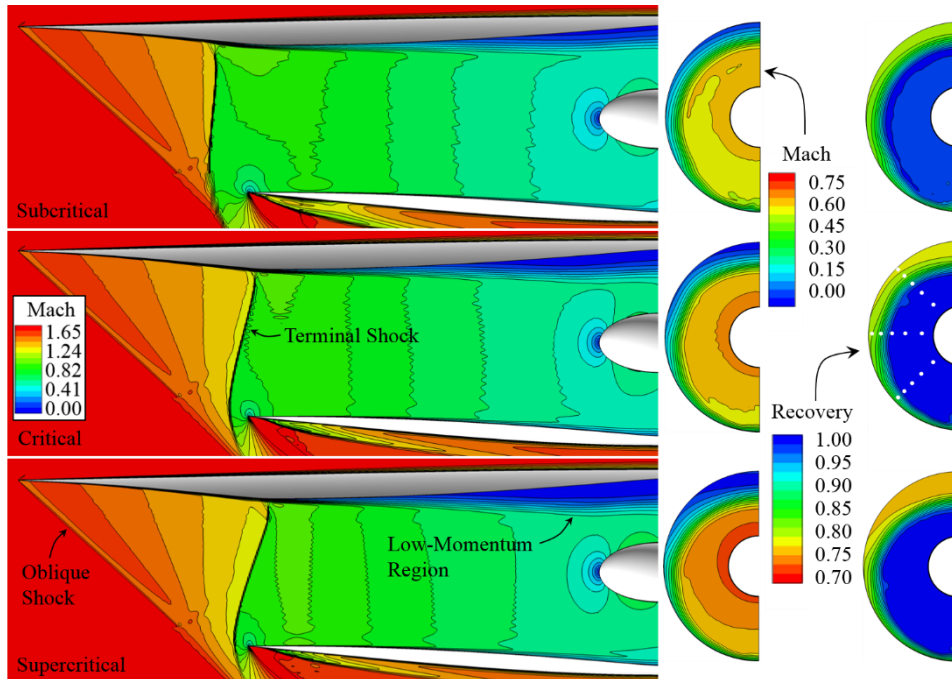 Subcritical
Mach
1.65
1.24
0.82
0.41
0.00
Critical
Terminal Shock
Oblique
Shock
Low-Momentum
Region
Supercritical
Mach
0.75
0.60
0.45
0.30
0.15
0.00
Recovery
1.00
0.95
0.90
0.85
0.80
0.75
0.70